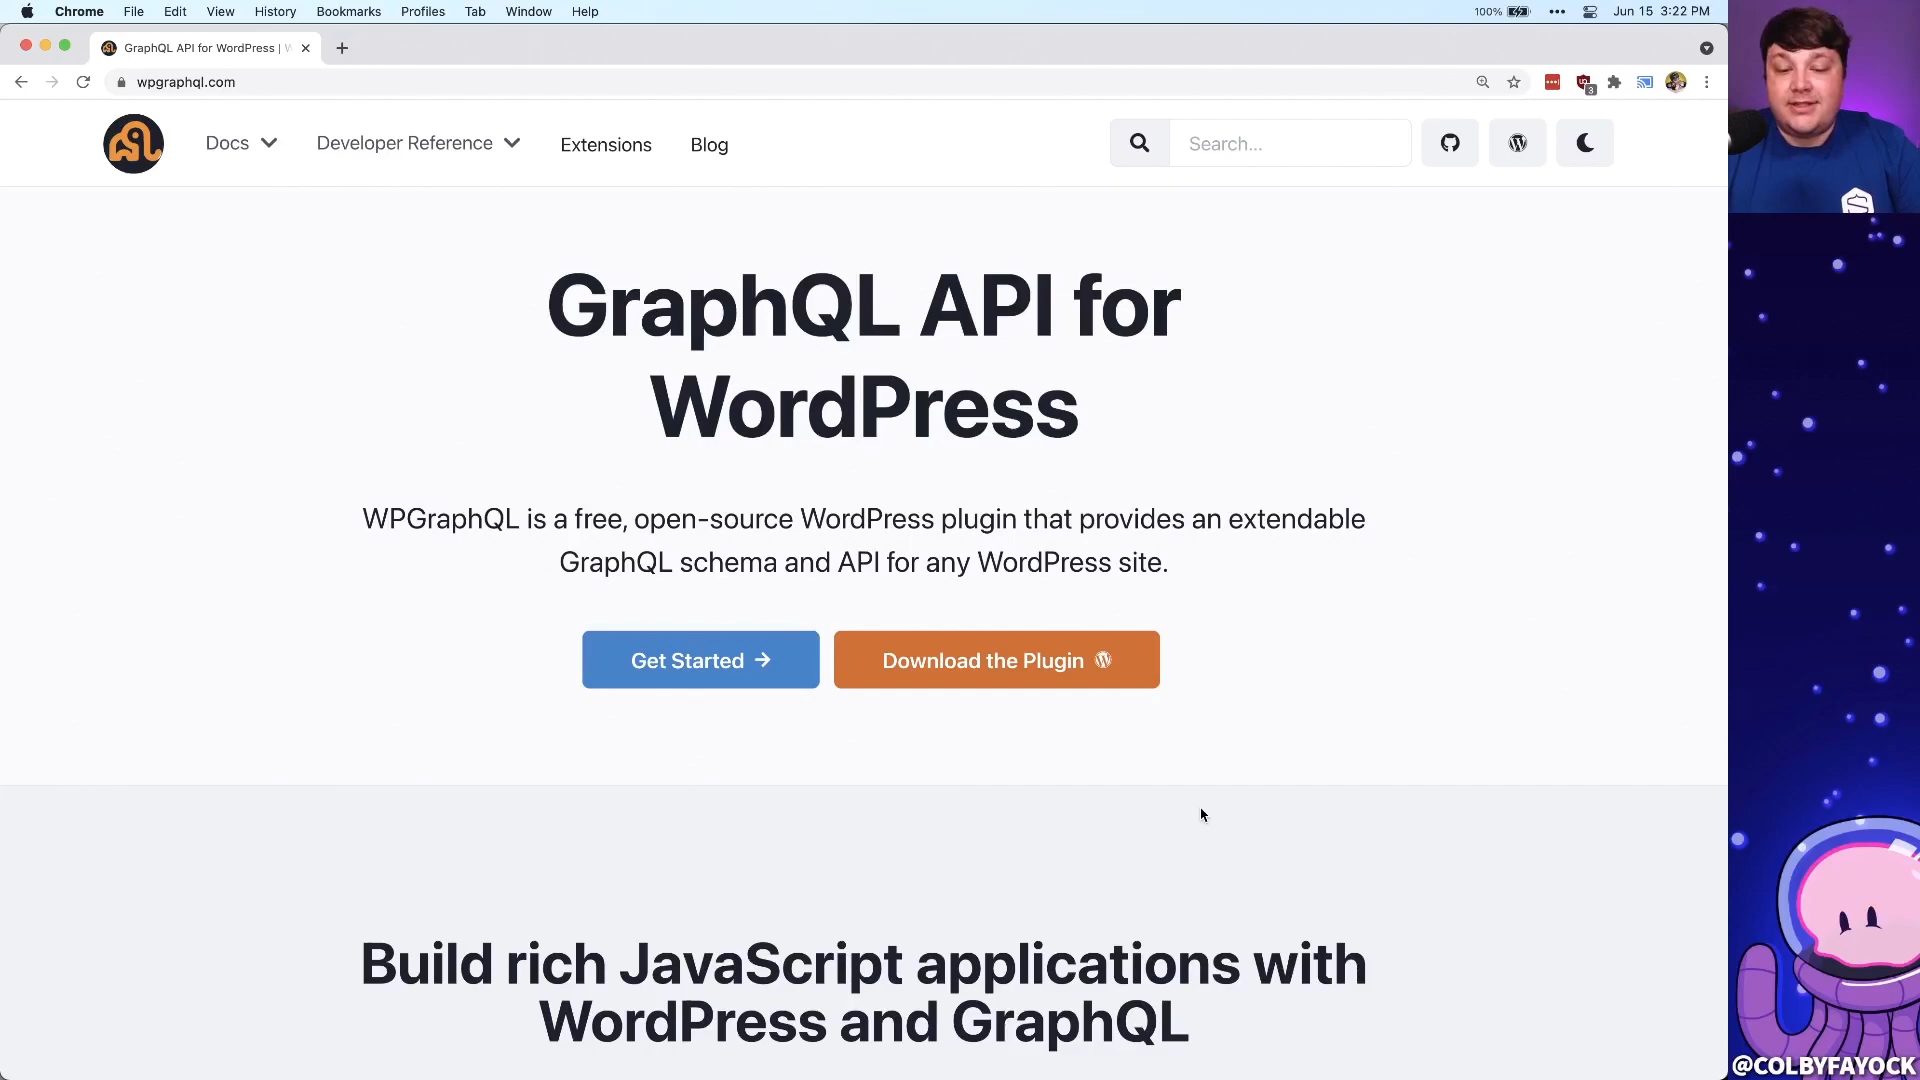 Chrome File Edit View History Bookmarks Profiles Tab Window Help 100% Jun 15 3:22 PM
GraphQL API for WordPress |
wpgraphql.com
3
Docs Developer Reference Extensions Blog Search...
GraphQL API for
WordPress
WPGraphQL is a free, open-source WordPress plugin that provides an extendable
GraphQL schema and API for any WordPress site.
Get Started → Download the Plugin
Build rich JavaScript applications with
WordPress and GraphQL
@COLBYFAYOCK